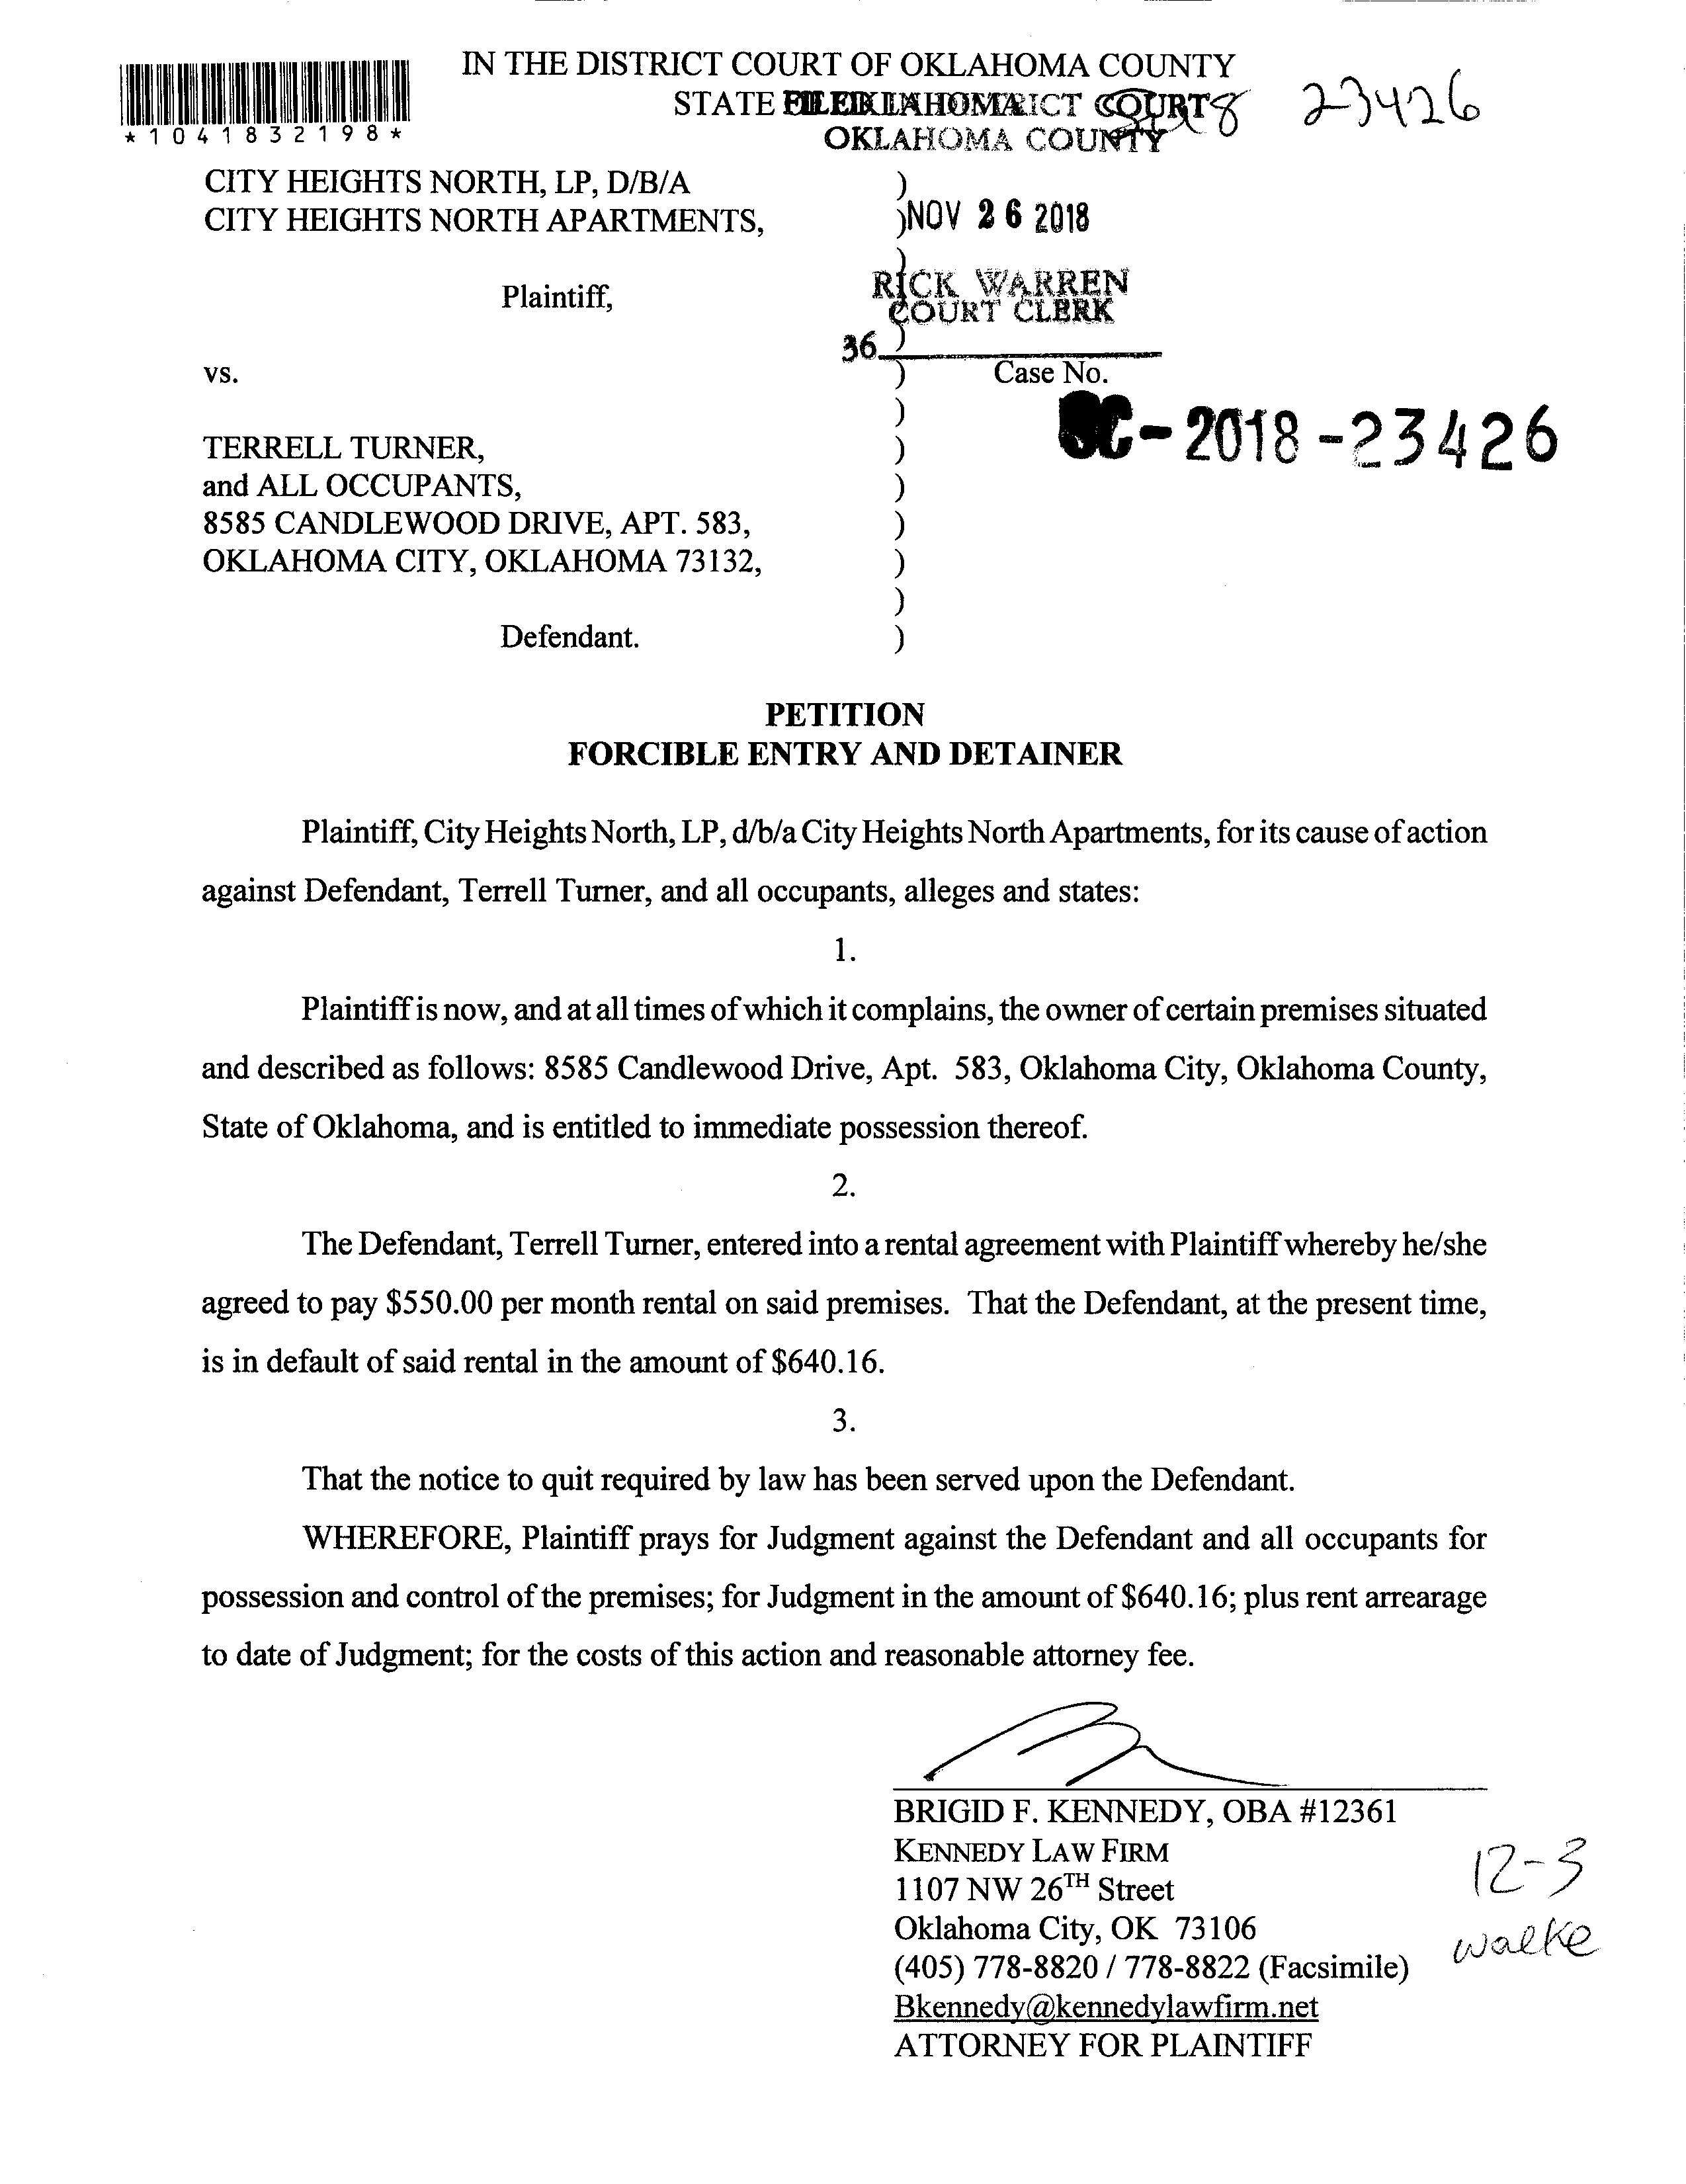 IN THE DISTRICT COURT OF OKLAHOMA COUNTY
STATE OF OKLAHOMA
FILED IN DISTRICT COURT
OKLAHOMA COUNTY
23426
*1041832198*
CITY HEIGHTS NORTH, LP, D/B/A )
CITY HEIGHTS NORTH APARTMENTS, )
NOV 26 2018
)
Plaintiff, )
RICK WARREN
COURT CLERK
36 )
vs. ) Case No.
)
SC-2018-23426
TERRELL TURNER, )
and ALL OCCUPANTS, )
8585 CANDLEWOOD DRIVE, APT. 583, )
OKLAHOMA CITY, OKLAHOMA 73132, )
)
Defendant. )
PETITION
FORCIBLE ENTRY AND DETAINER
Plaintiff, City Heights North, LP, d/b/a City Heights North Apartments, for its cause of action
against Defendant, Terrell Turner, and all occupants, alleges and states:
1.
Plaintiff is now, and at all times of which it complains, the owner of certain premises situated
and described as follows: 8585 Candlewood Drive, Apt. 583, Oklahoma City, Oklahoma County,
State of Oklahoma, and is entitled to immediate possession thereof.
2.
The Defendant, Terrell Turner, entered into a rental agreement with Plaintiff whereby he/she
agreed to pay $550.00 per month rental on said premises. That the Defendant, at the present time,
is in default of said rental in the amount of $640.16.
3.
That the notice to quit required by law has been served upon the Defendant.
WHEREFORE, Plaintiff prays for Judgment against the Defendant and all occupants for
possession and control of the premises; for Judgment in the amount of $640.16; plus rent arrearage
to date of Judgment; for the costs of this action and reasonable attorney fee.
BRIGID F. KENNEDY, OBA #12361
KENNEDY LAW FIRM
1107 NW 26TH Street
Oklahoma City, OK 73106
(405) 778-8820 / 778-8822 (Facsimile)
Bkennedy@kennedylawfirm.net
ATTORNEY FOR PLAINTIFF
12-3
walke